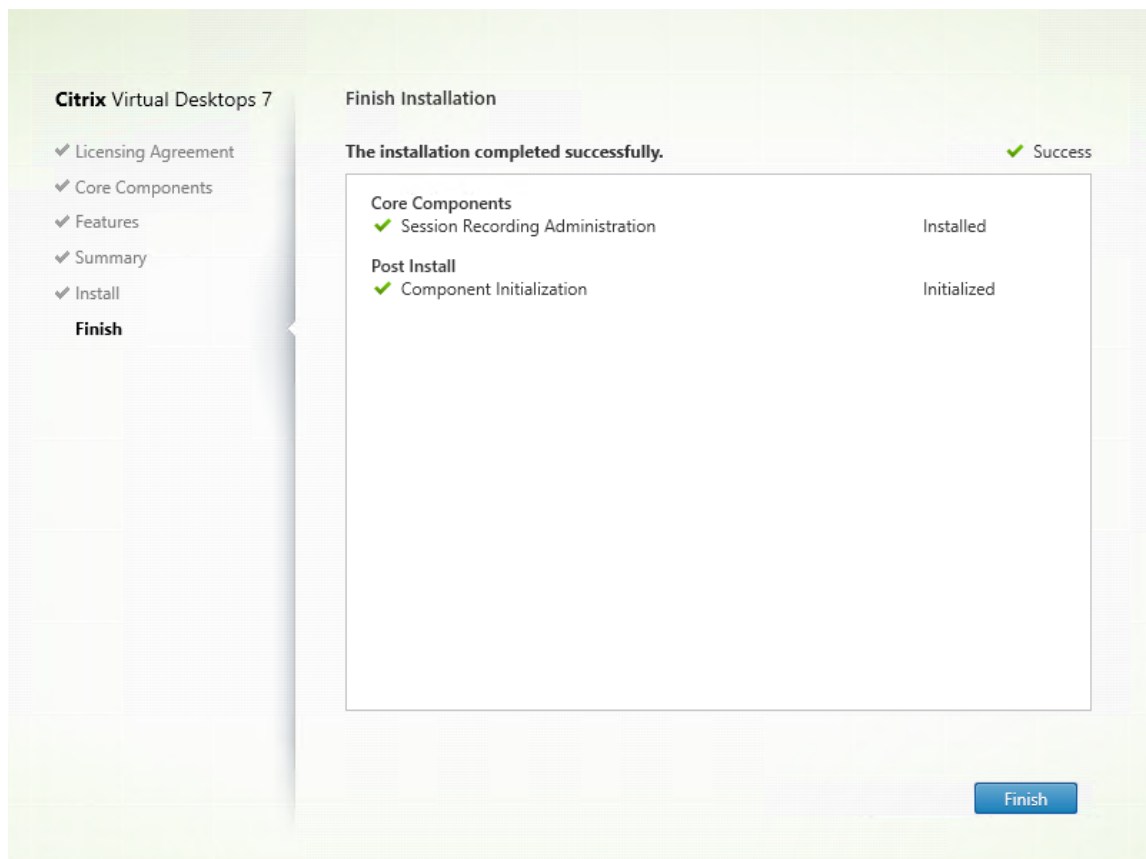 Citrix Virtual Desktops 7
Licensing Agreement
Core Components
Features
Summary
Install
Finish
Finish Installation
The installation completed successfully.
Success
Core Components
Session Recording Administration Installed
Post Install
Component Initialization Initialized
Finish